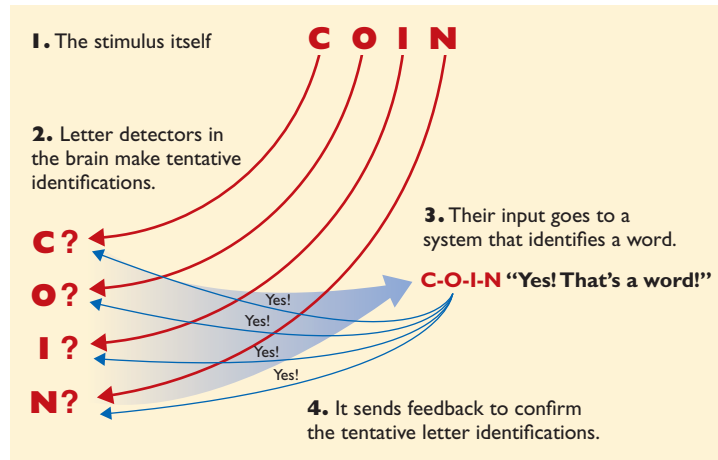 1. The stimulus itself
C O I N
2. Letter detectors in
the brain make tentative
identifications.
3. Their input goes to a
system that identifies a word.
C?
C-O-I-N “Yes! That’s a word!”
O?
Yes!
Yes!
I?
Yes!
Yes!
N?
4. It sends feedback to confirm
the tentative letter identifications.